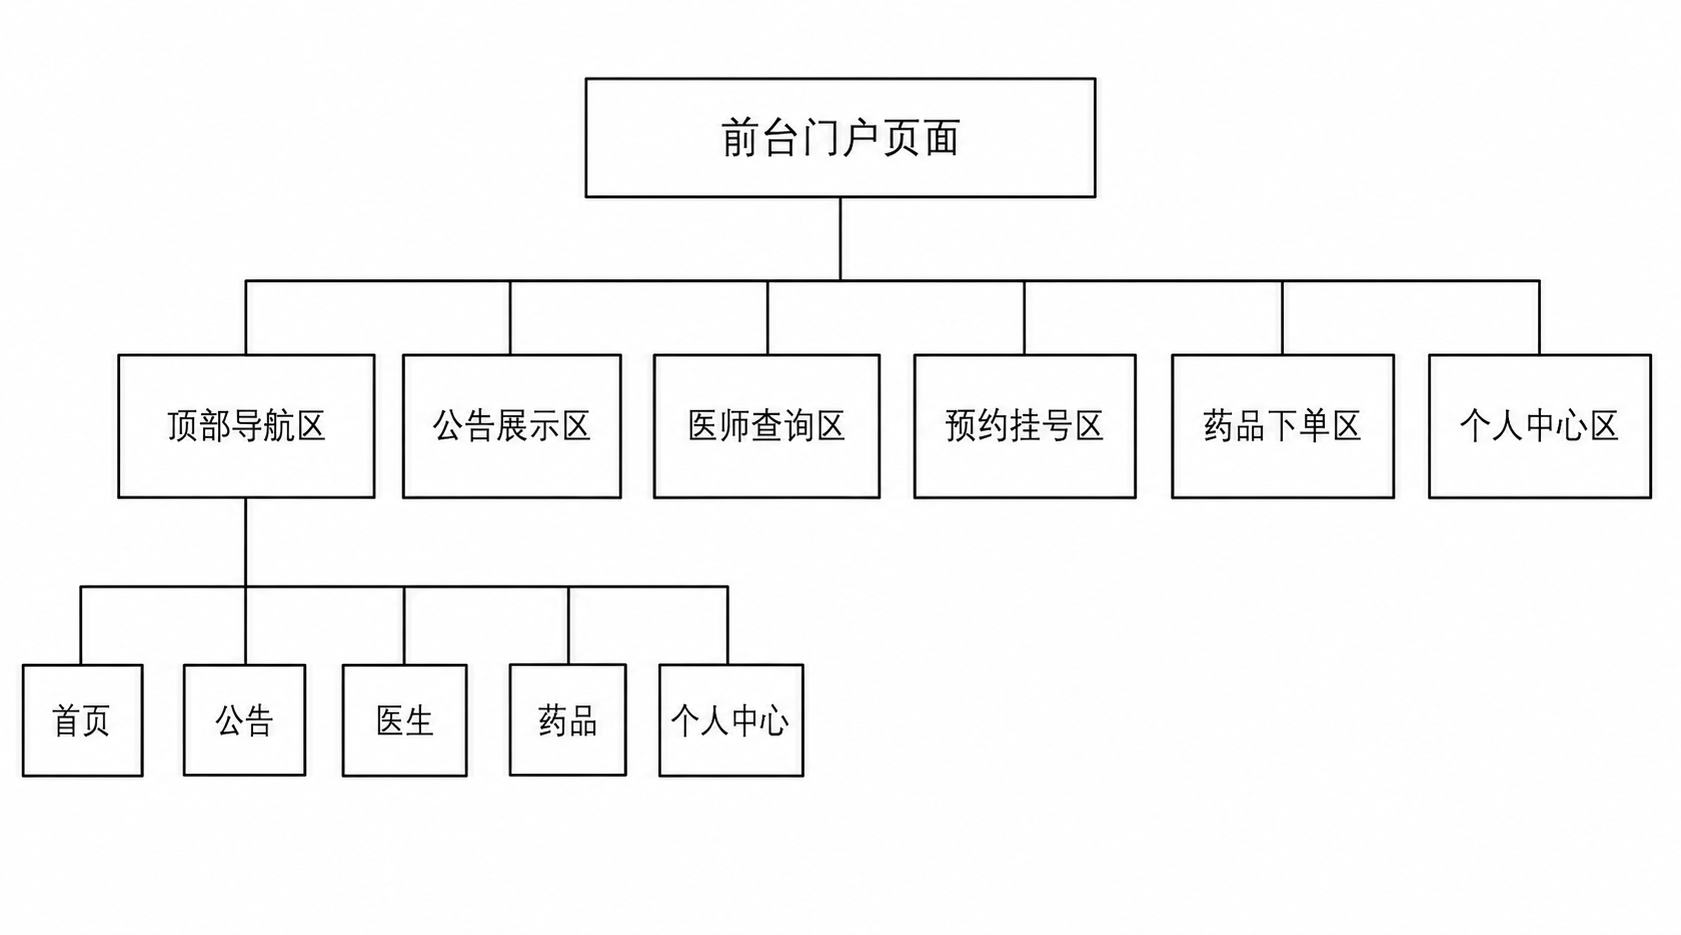 前台门户页面
顶部导航区
公告展示区
医师查询区
预约挂号区
药品下单区
个人中心区
首页
公告
医生
药品
个人中心